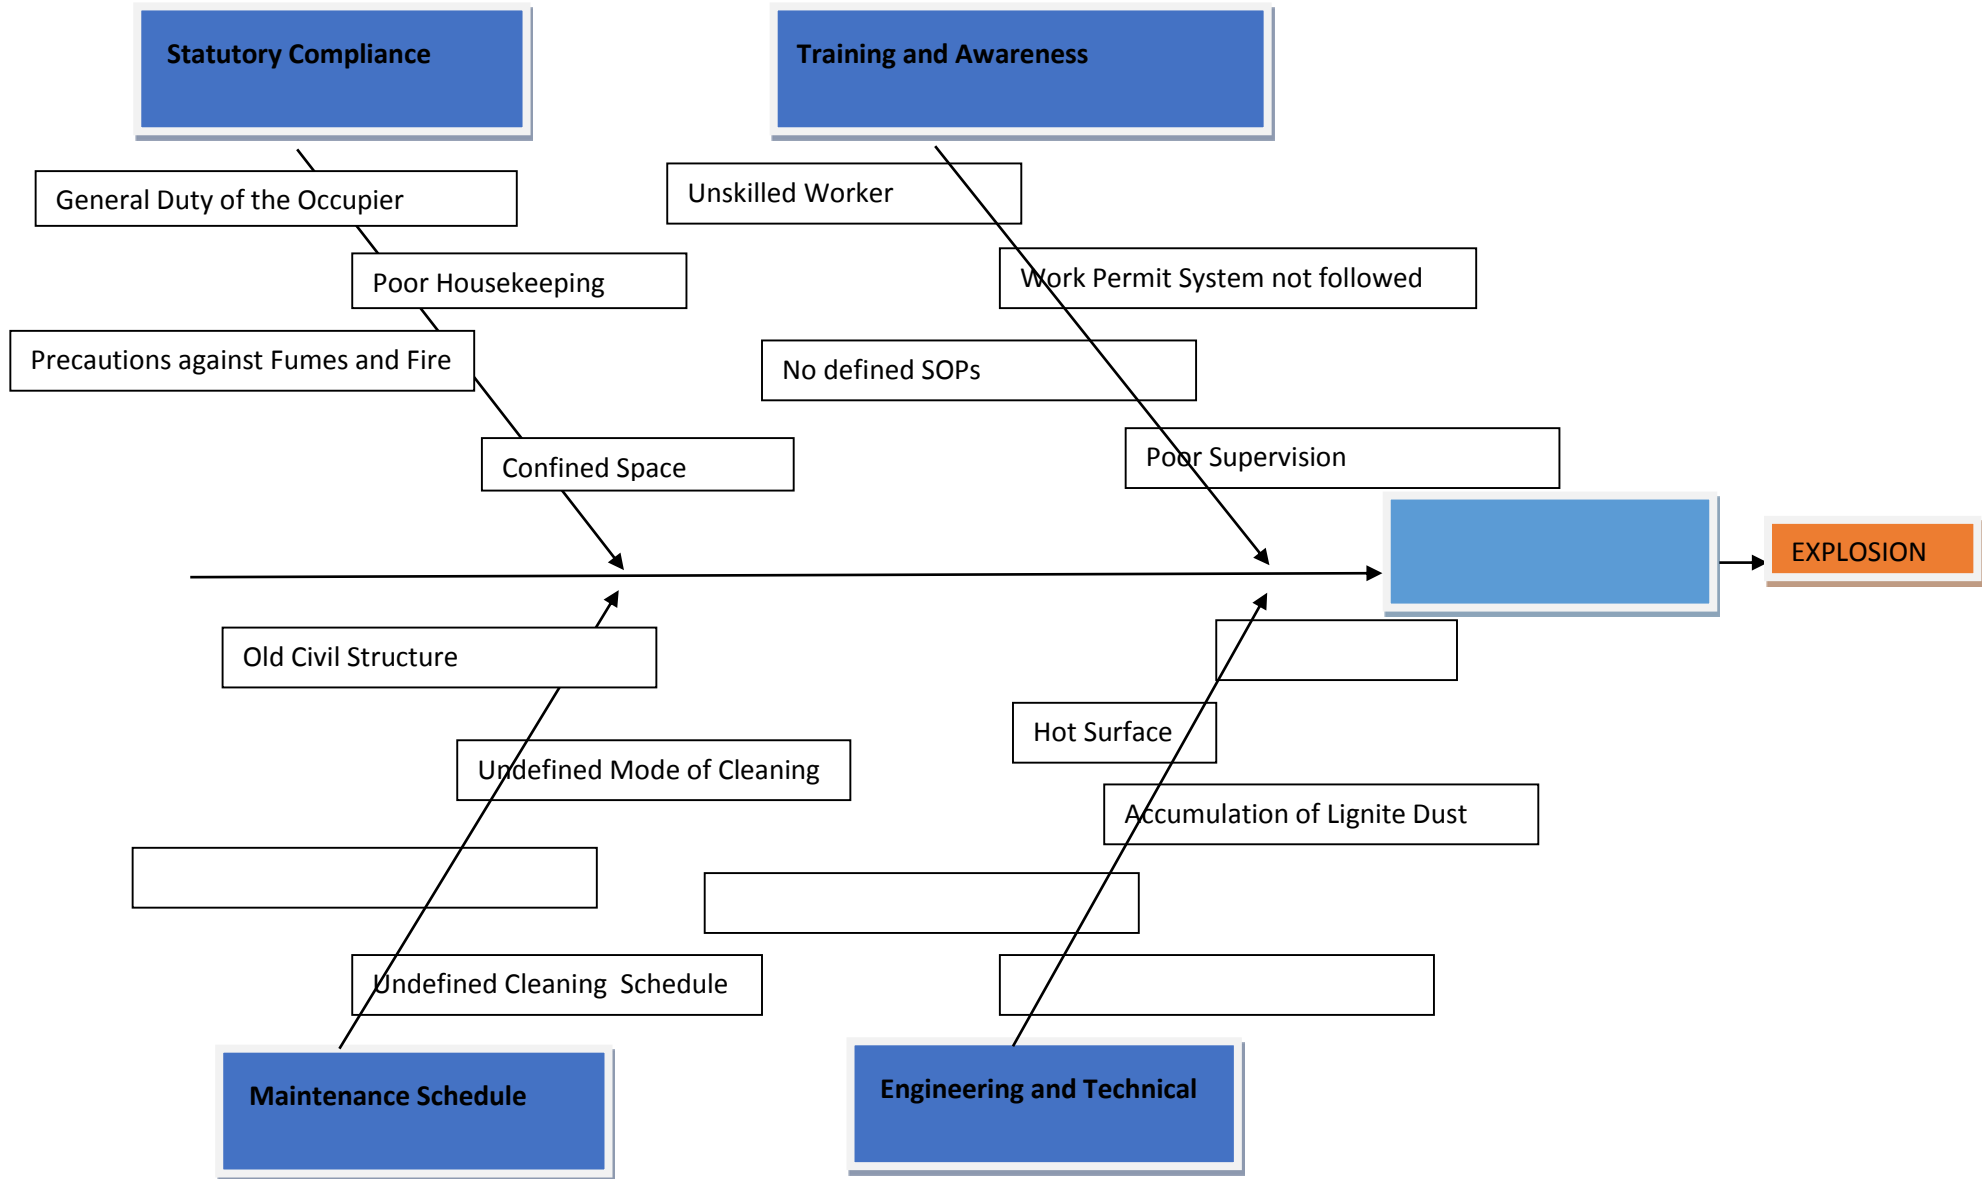 Statutory Compliance
Training and Awareness
General Duty of the Occupier
Unskilled Worker
Poor Housekeeping
Work Permit System not followed
Precautions against Fumes and Fire
No defined SOPs
Confined Space
Poor Supervision
EXPLOSION
Old Civil Structure
Hot Surface
Undefined Mode of Cleaning
Accumulation of Lignite Dust
Undefined Cleaning  Schedule
Maintenance Schedule
Engineering and Technical